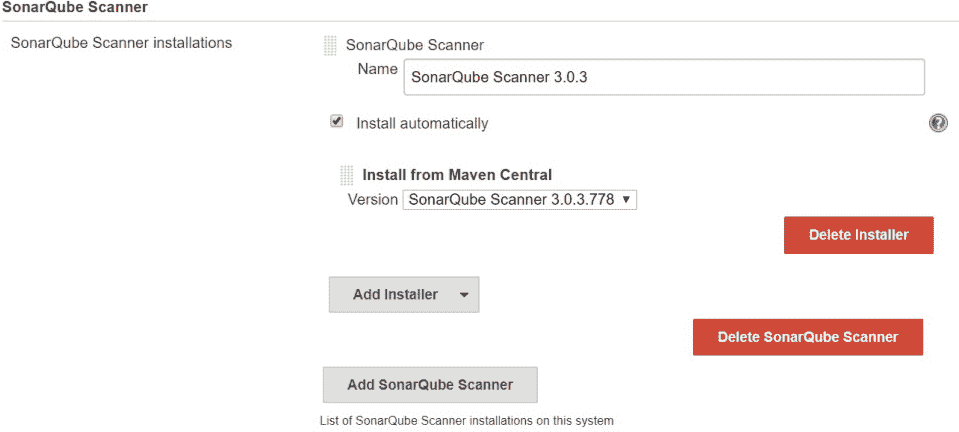 SonarQube Scanner
SonarQube Scanner installations
SonarQube Scanner
Name SonarQube Scanner 3.0.3
Install automatically
Install from Maven Central
Version SonarQube Scanner 3.0.3.778
Delete Installer
Add Installer
Delete SonarQube Scanner
Add SonarQube Scanner
List of SonarQube Scanner installations on this system